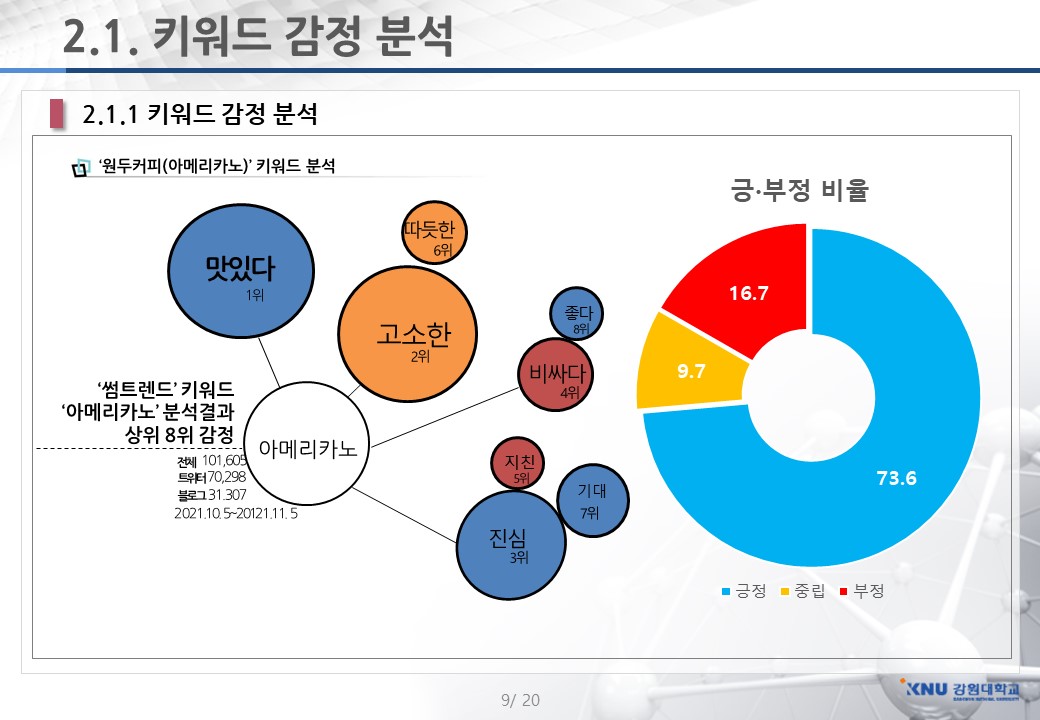 2.1. 키워드 감정 분석
2.1.1 키워드 감정 분석
‘원두커피(아메리카노)’ 키워드 분석
맛있다
1위
따듯한
6위
고소한
2위
좋다
8위
비싸다
4위
‘썸트렌드’ 키워드
‘아메리카노’ 분석결과
상위 8위 감정
전체 101,605
트위터 70,298
블로그 31.307
2021.10. 5~20121.11. 5
아메리카노
지친
5위
기대
7위
진심
3위
긍·부정 비율
16.7
9.7
73.6
긍정 중립 부정
9/ 20
KNU 강원대학교